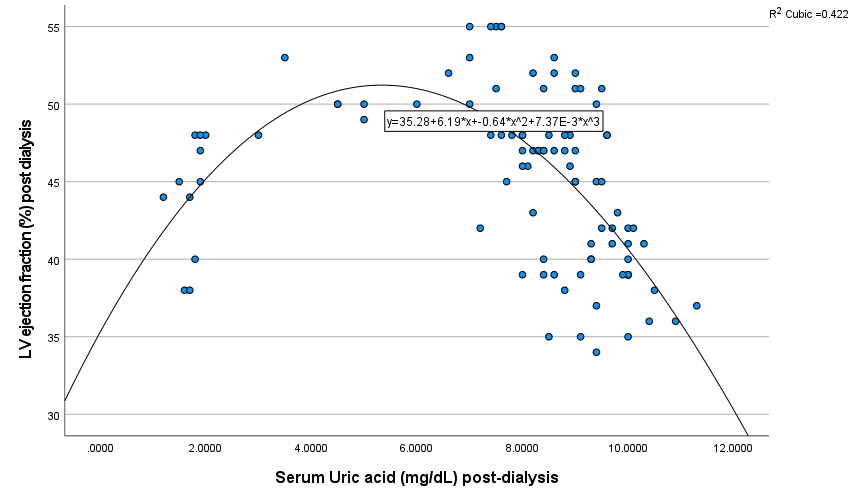 R2 Cubic =0.422
55
50
45
40
35
30
y=35.28+6.19*x+-0.64*x^2+7.37E-3*x^3
LV ejection fraction (%) post dialysis
.0000 2.0000 4.0000 6.0000 8.0000 10.0000 12.0000
Serum Uric acid (mg/dL) post-dialysis